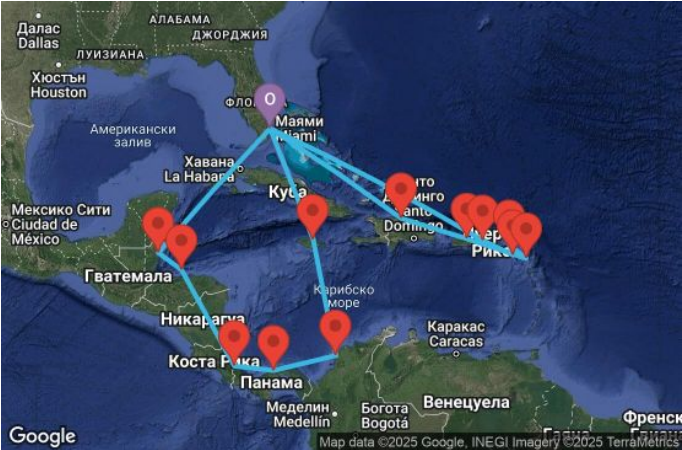 АЛАБАМА
Далас
Dallas
ДЖОРДЖИЯ
ЛУИЗИАНА
Хюстън
Houston
O
Маями
Miami
Американски
залив
Хавана
La Habana
Куба
Мексико Сити
Ciudad de
México
Domingo
Гватемала
Карибско
море
Никарагуа
Каракас
Caracas
Коста Рика
Панама
Меделин
Medellín
Богота
Bogotá
Венецуела
Google
Map data ©2025 Google, INEGI Imagery ©2025 TerraMetrics